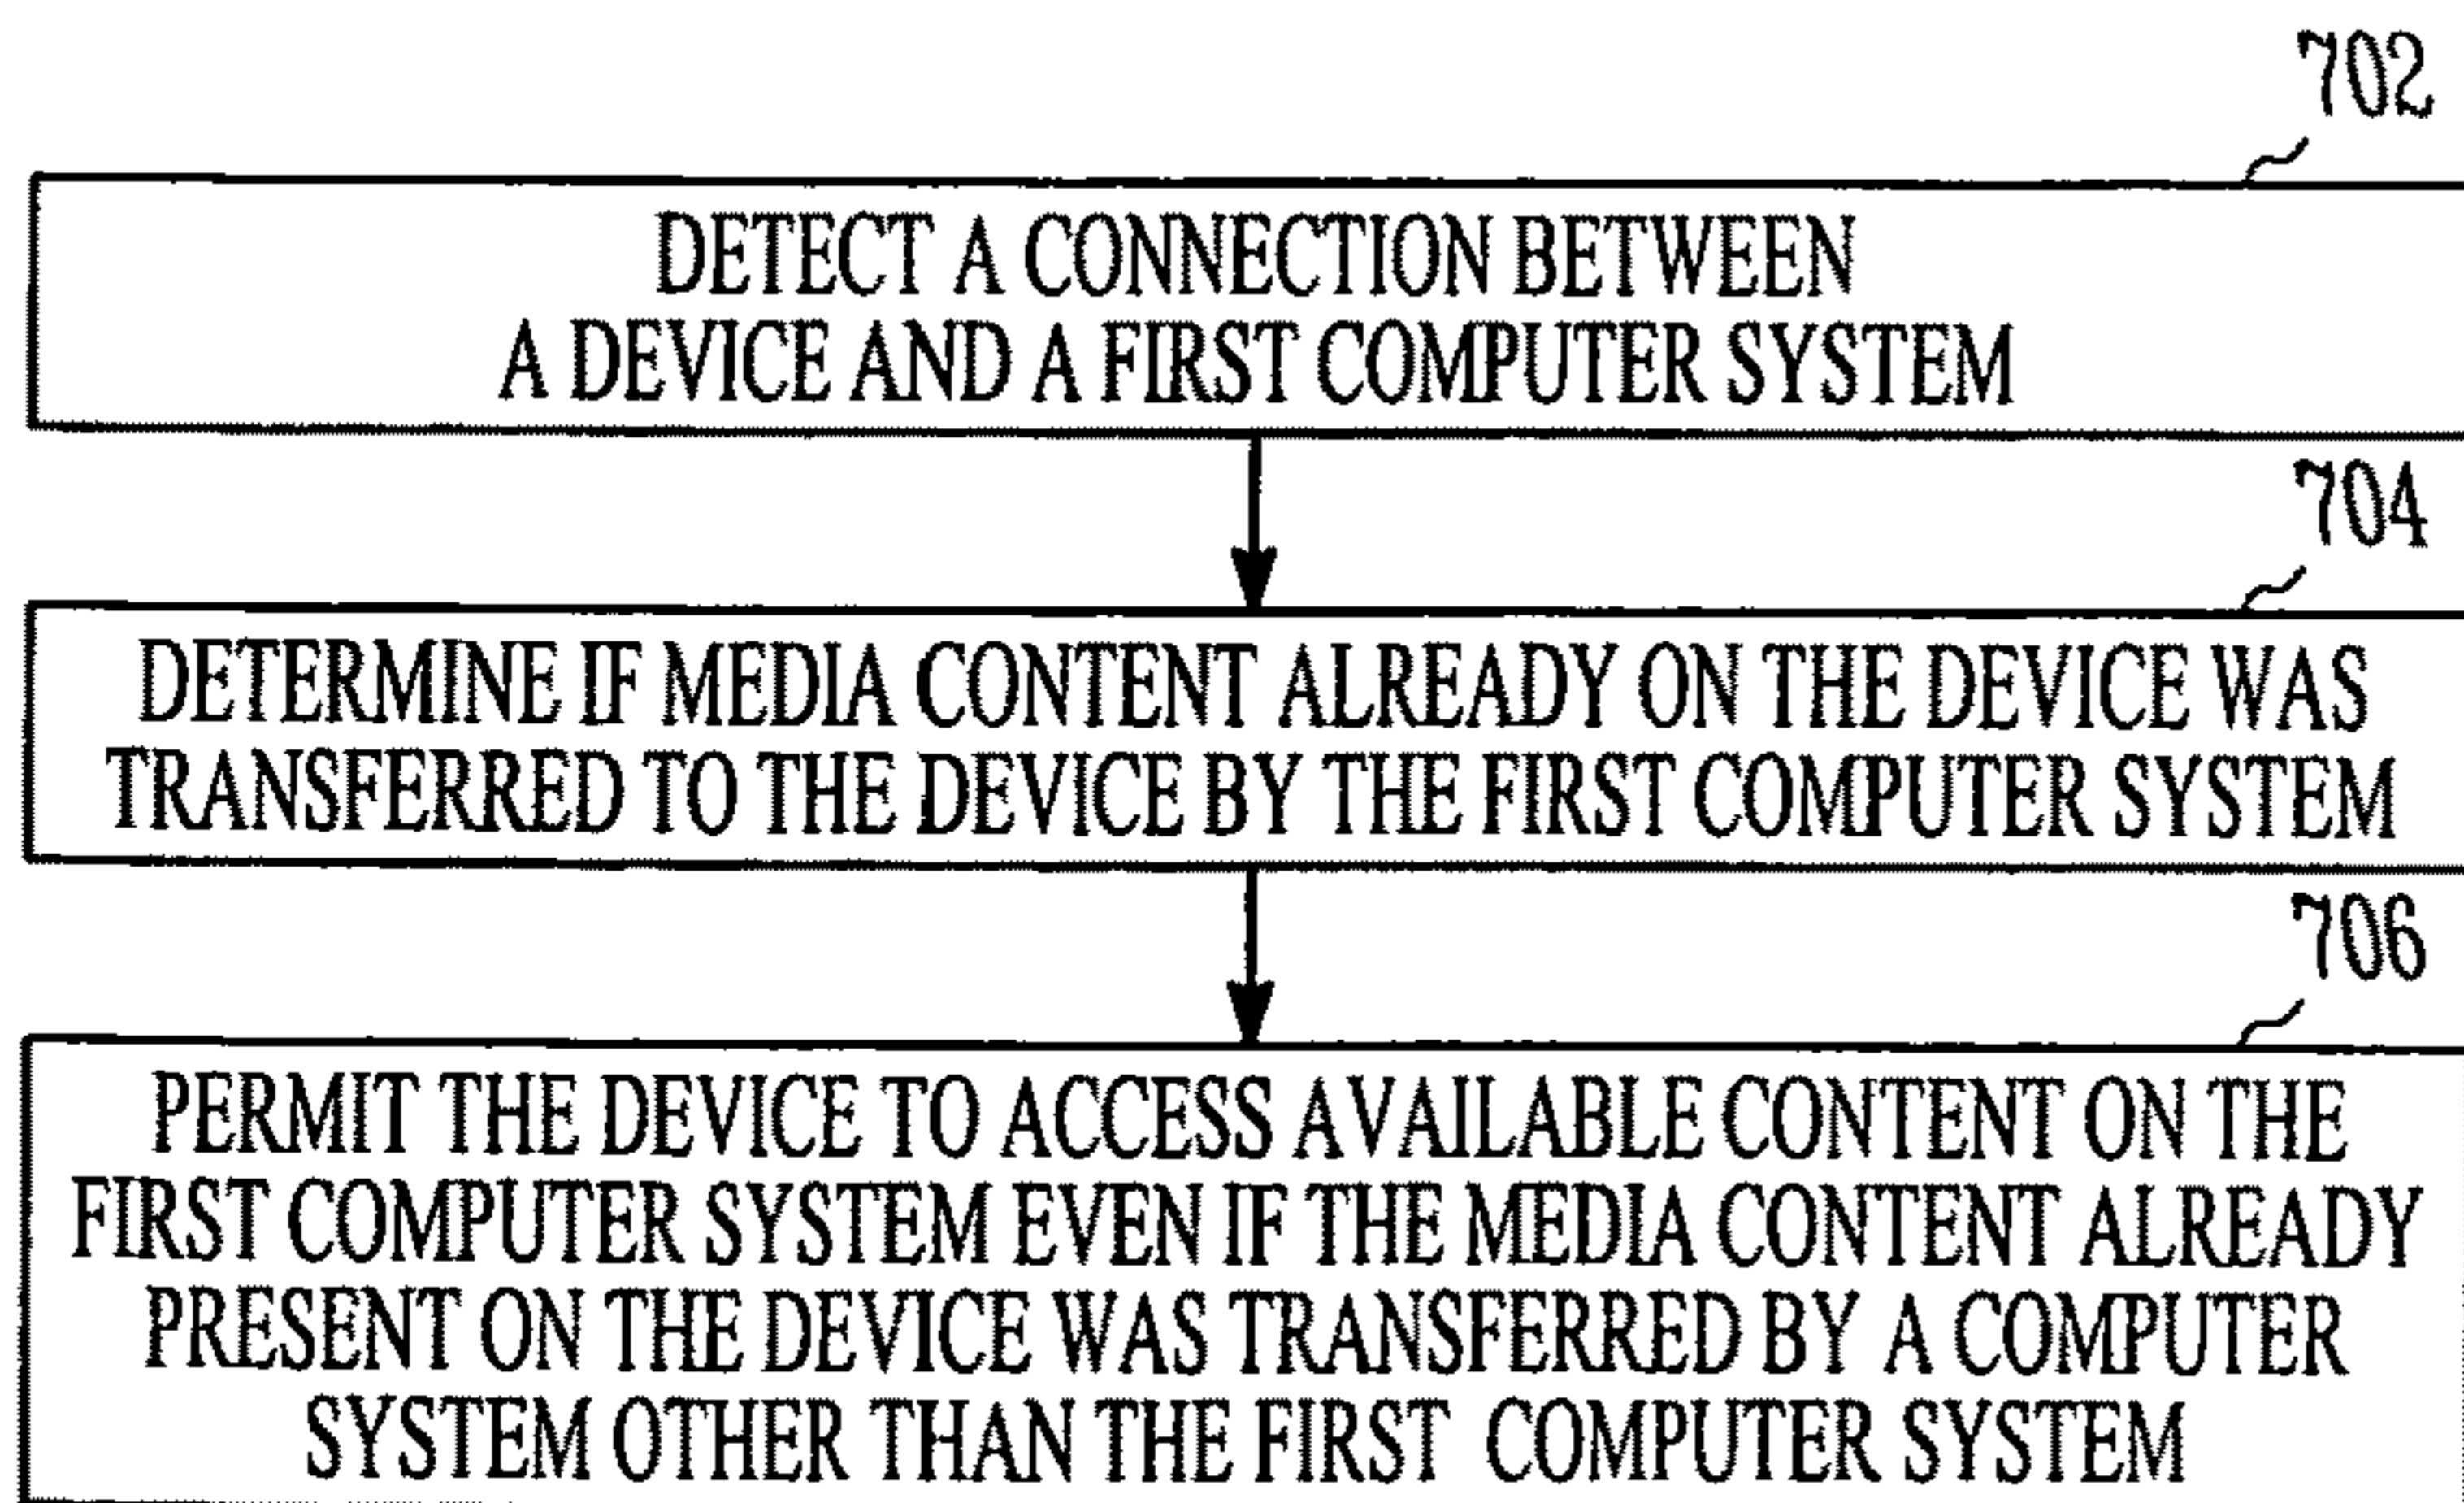 702
DETECT A CONNECTION BETWEEN
A DEVICE AND A FIRST COMPUTER SYSTEM
704
DETERMINE IF MEDIA CONTENT ALREADY ON THE DEVICE WAS
TRANSFERRED TO THE DEVICE BY THE FIRST COMPUTER SYSTEM
706
PERMIT THE DEVICE TO ACCESS AVAILABLE CONTENT ON THE
FIRST COMPUTER SYSTEM EVEN IF THE MEDIA CONTENT ALREADY
PRESENT ON THE DEVICE WAS TRANSFERRED BY A COMPUTER
SYSTEM OTHER THAN THE FIRST COMPUTER SYSTEM